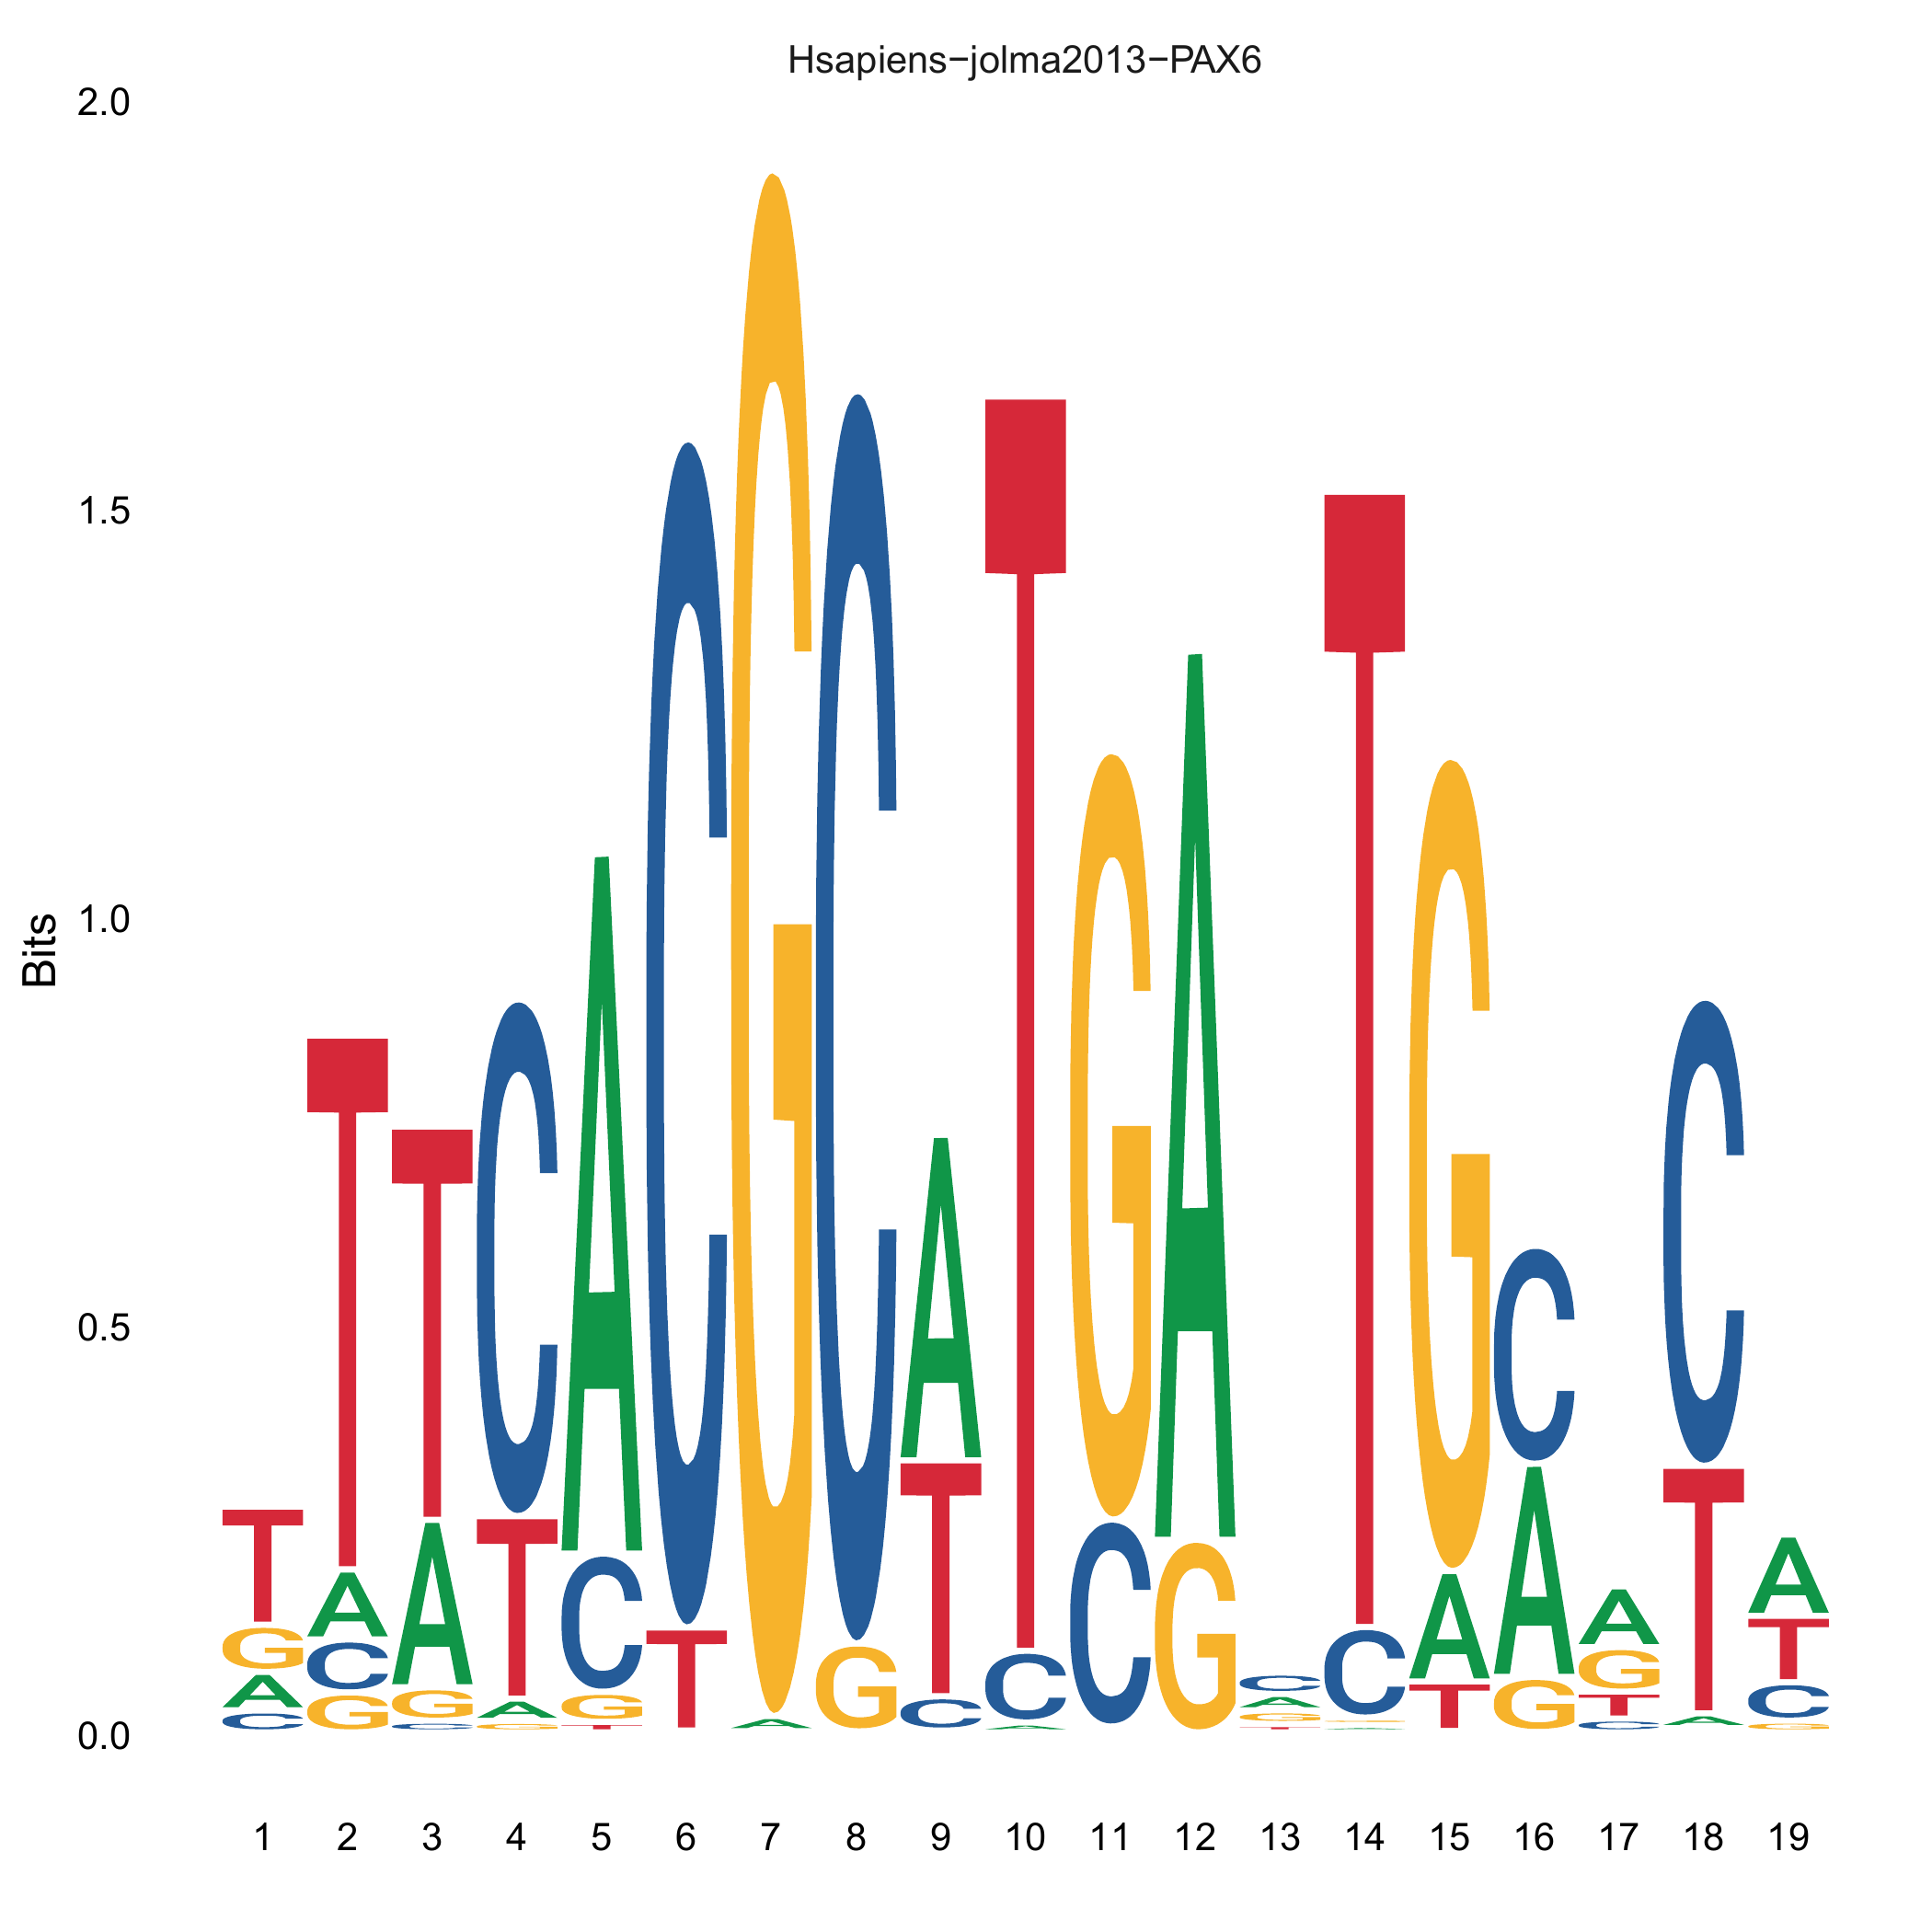 Hsapiens−jolma2013−PAX6
2.0
1.5
1.0
0.5
0.0
Bits
T G A C
T A C G
T A G C
C T A G
A C G T
C T
G A
C G
A T C
T C A
G C
A G
C A G T
T C G A
G A T
C A G
A G T C
C T A
A T C G
1 2 3 4 5 6 7 8 9 10 11 12 13 14 15 16 17 18 19